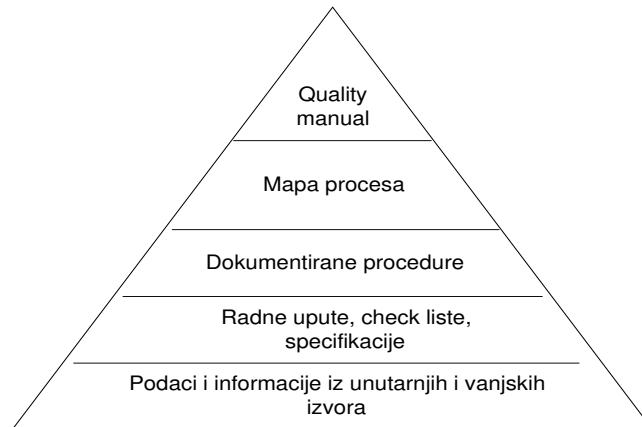 Quality
manual
Mapa procesa
Dokumentirane procedure
Radne upute, check liste,
specifikacije
Podaci i informacije iz unutarnjih i vanjskih
izvora